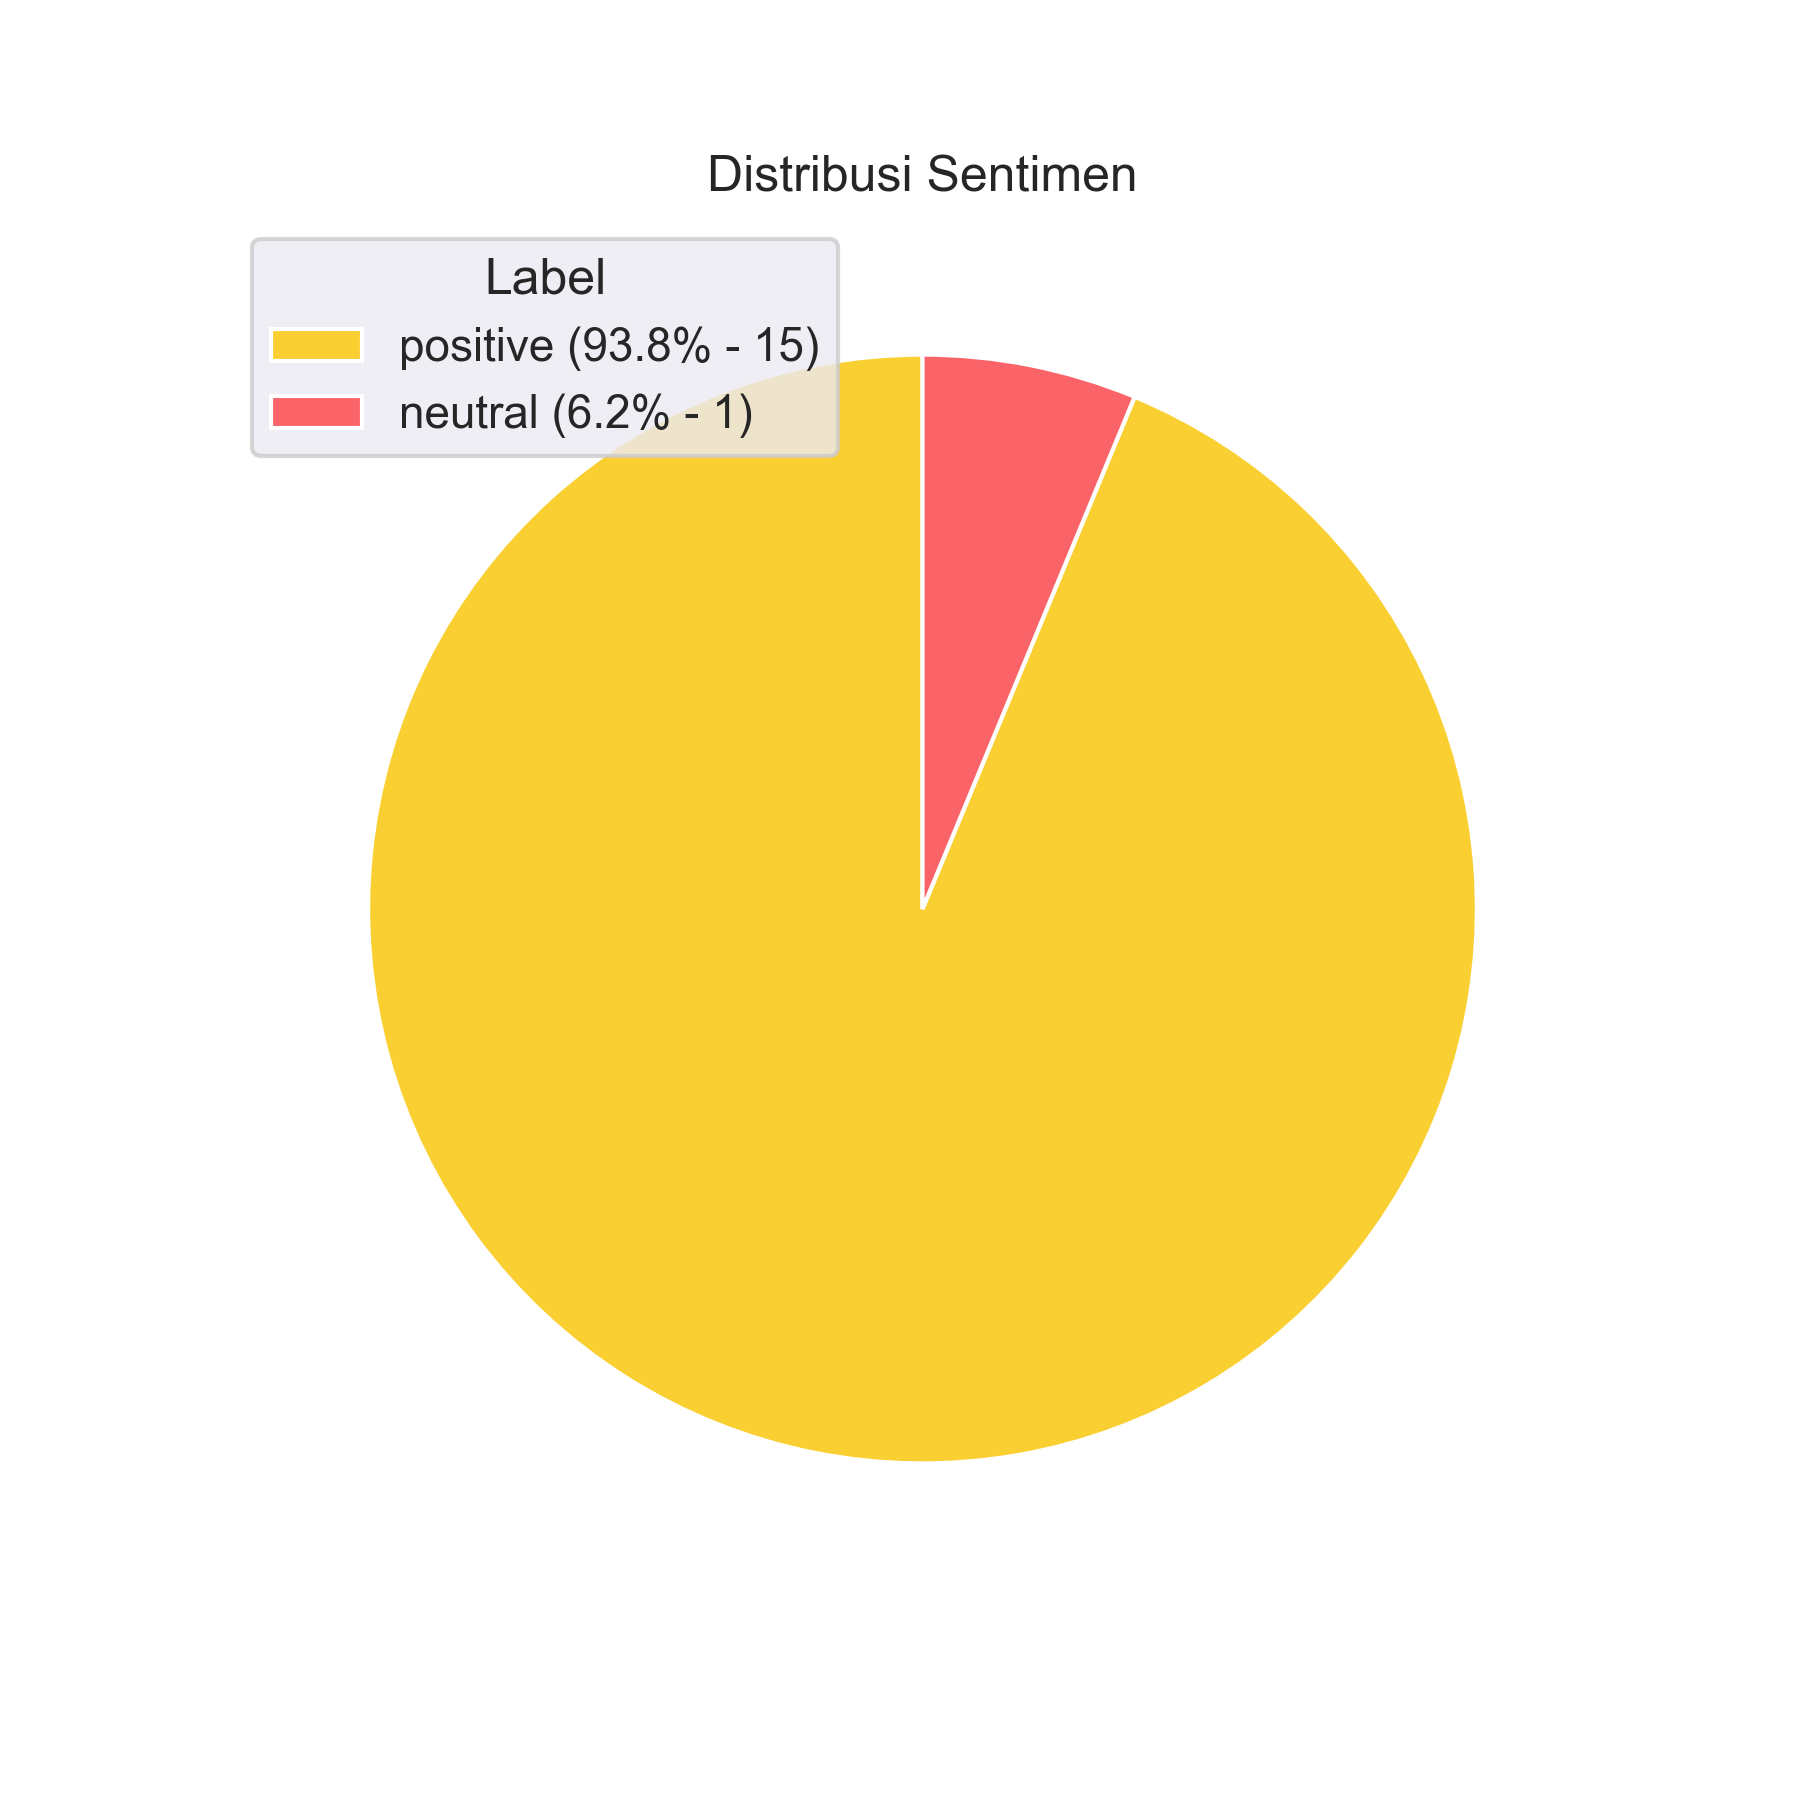 Distribusi Sentimen
Label
positive (93.8% - 15)
neutral (6.2% - 1)